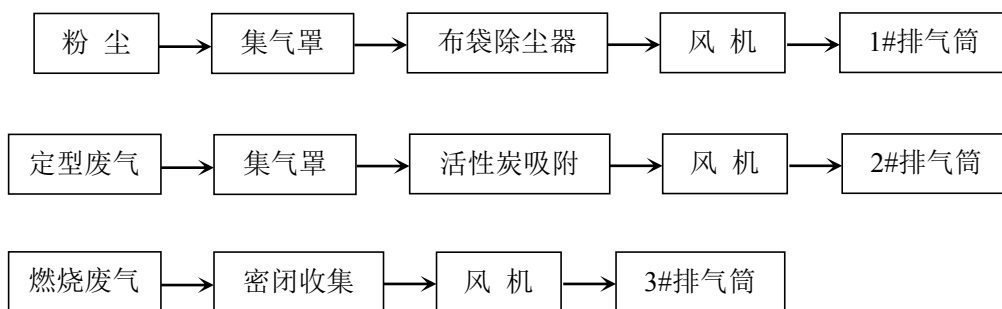 粉 尘 集气罩 布袋除尘器 风 机 1#排气筒
定型废气 集气罩 活性炭吸附 风 机 2#排气筒
燃烧废气 密闭收集 风 机 3#排气筒